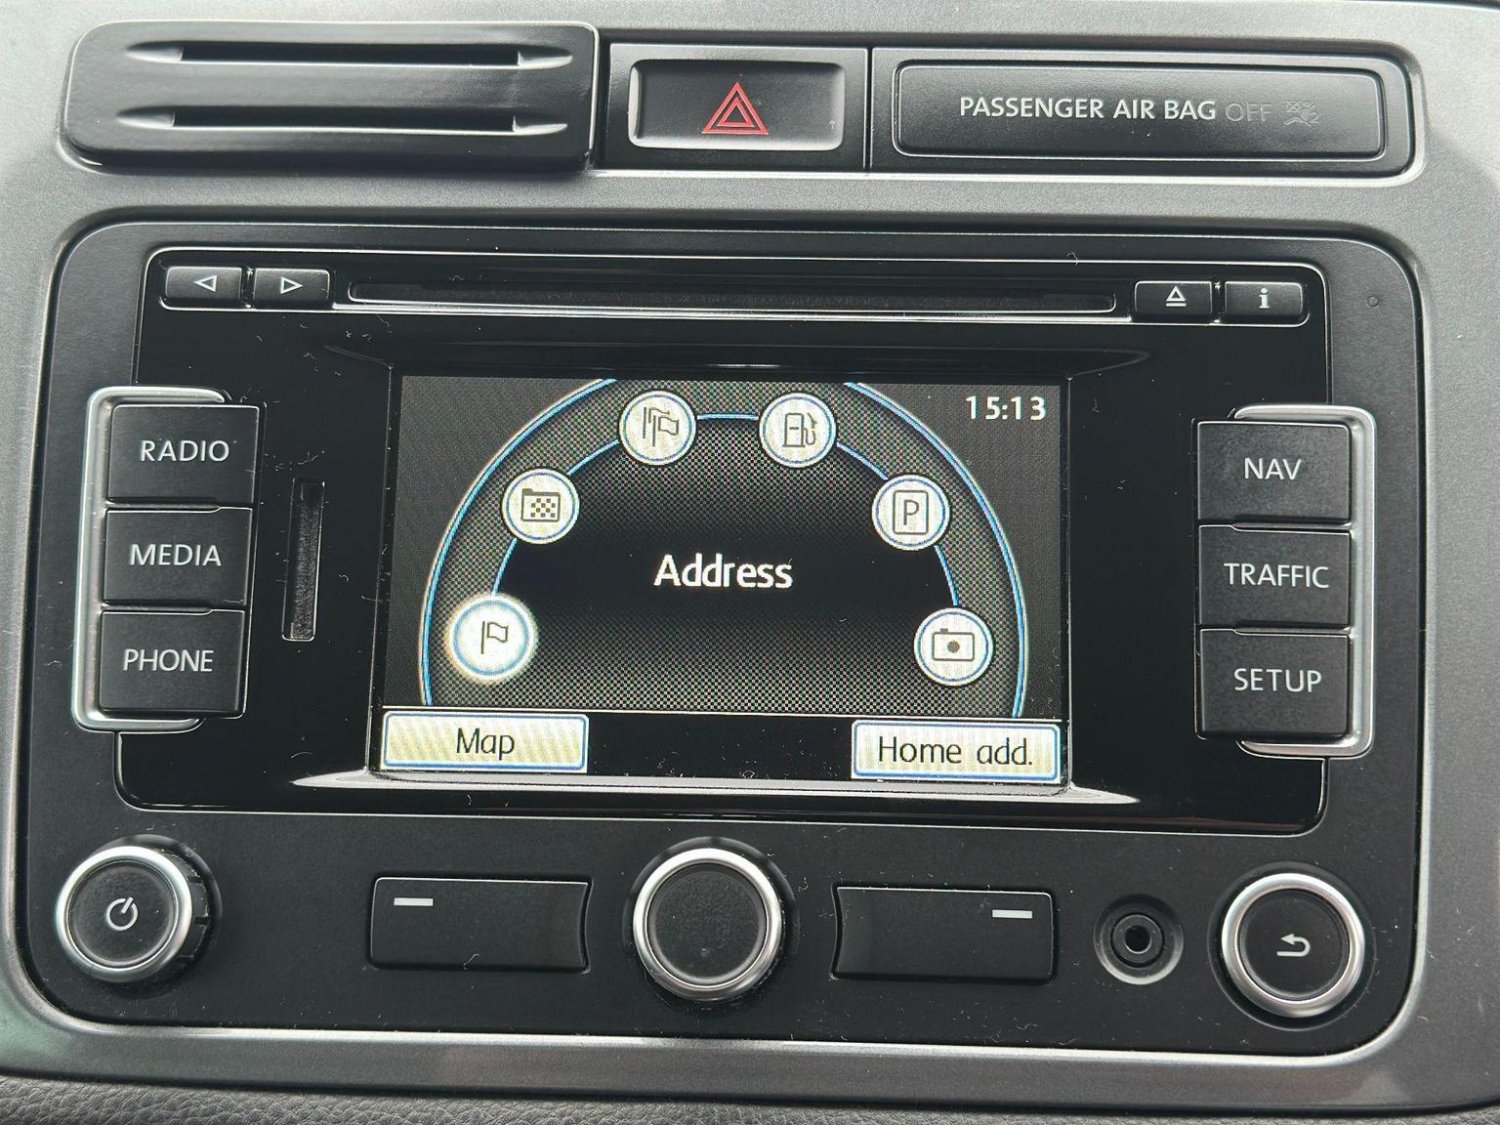 PASSENGER AIR BAG OFF
15:13
RADIO
MEDIA
PHONE
P
Address
Map
Home add.
NAV
TRAFFIC
SETUP
i